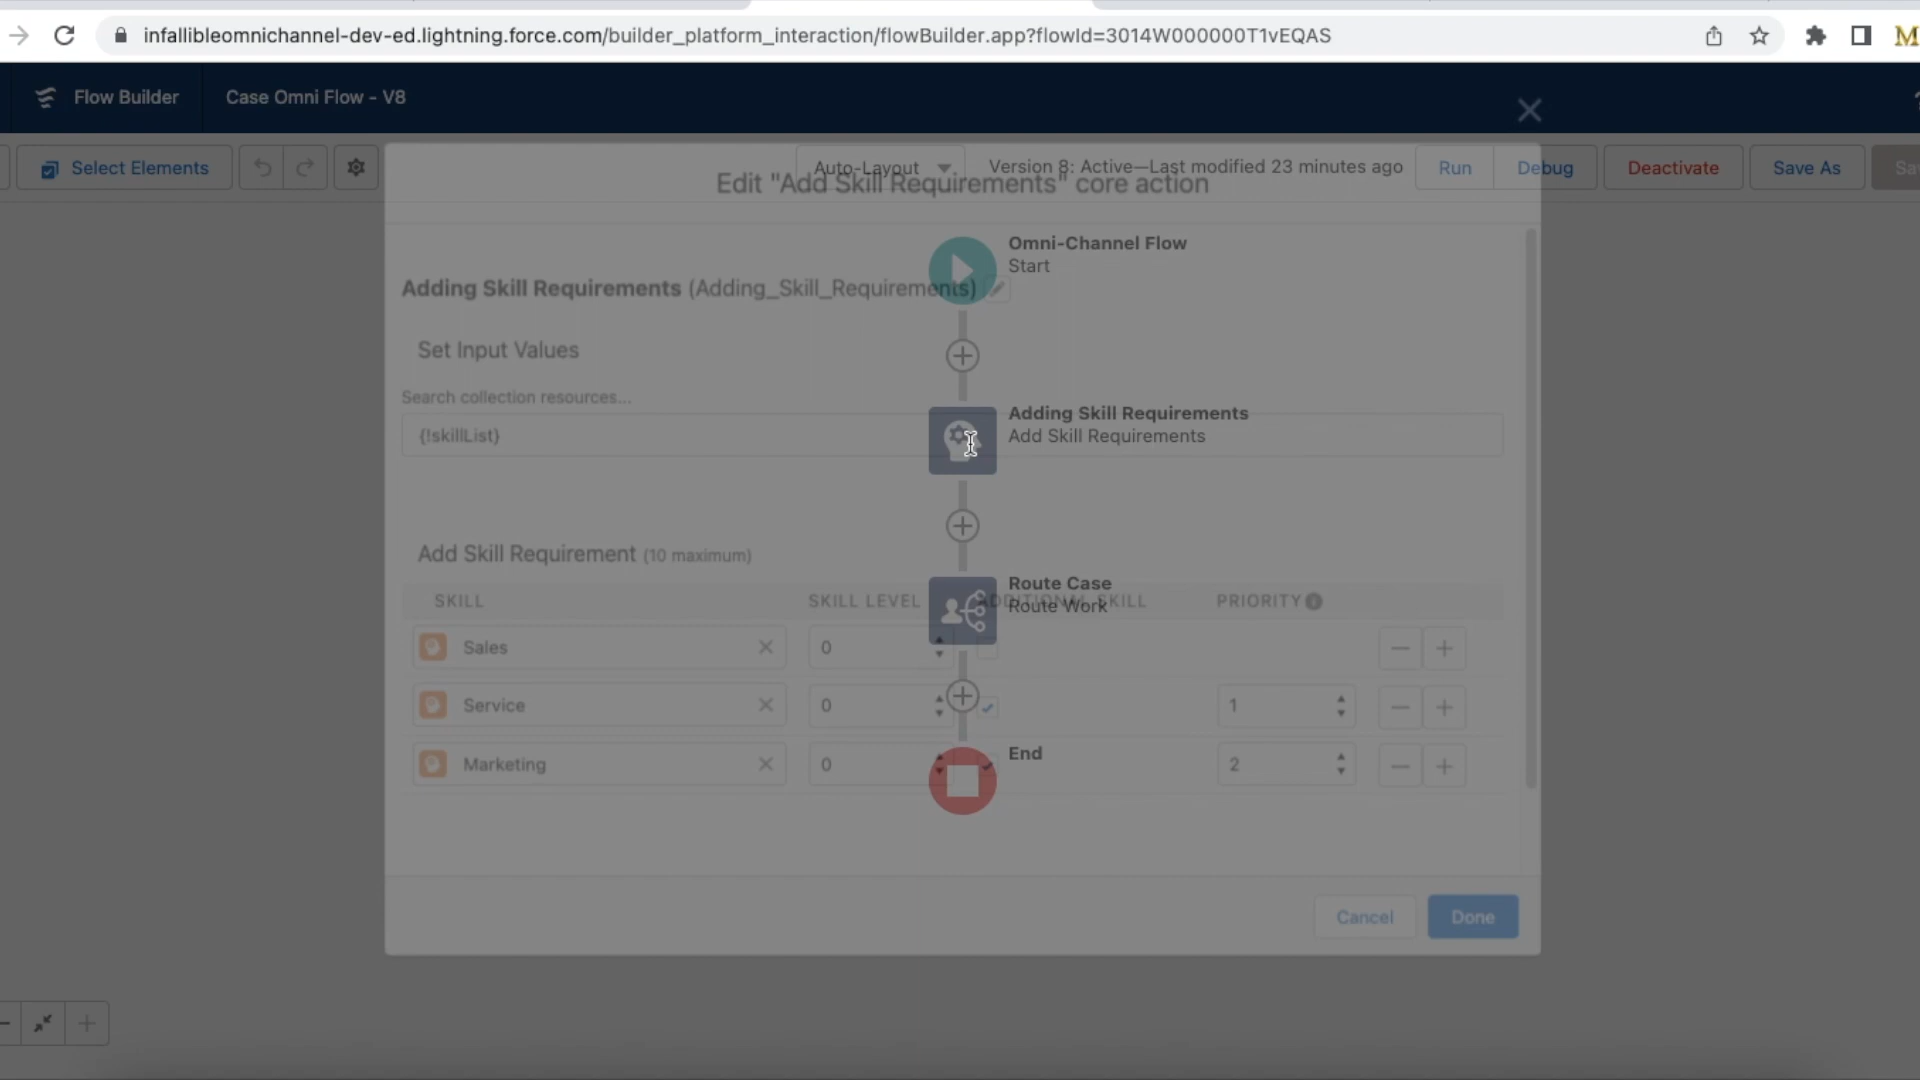 infallibleomnichannel-dev-ed.lightning.force.com/builder_platform_interaction/flowBuilder.app?flowId=3014W000000T1vEQAS
M
Flow Builder
Case Omni Flow - V8
Select Elements
Auto-Layout
Version 8: Active—Last modified 23 minutes ago
Run
Debug
Deactivate
Save As
Sa
Edit "Add Skill Requirements" core action
Omni-Channel Flow
Start
Adding Skill Requirements (Adding_Skill_Requirements)
Set Input Values
Search collection resources...
{!skillList}
Adding Skill Requirements
Add Skill Requirements
Add Skill Requirement (10 maximum)
Route Case
Route Work
SKILL
SKILL LEVEL
ADDITIONAL SKILL
PRIORITY
Sales
0
Service
0
1
Marketing
0
2
End
Cancel
Done